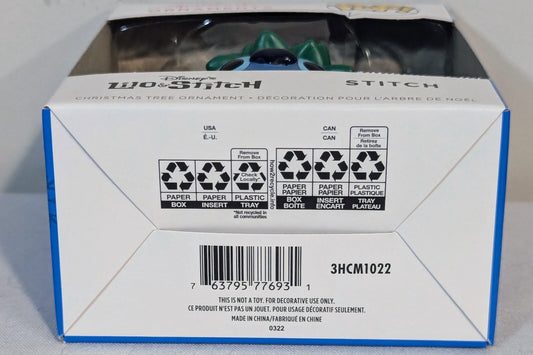 Disney's
LILO & STITCH STITCH
CHRISTMAS TREE ORNAMENT • DÉCORATION POUR L'ARBRE DE NOËL
USA
É.-U.
Remove
From Box
Check
Locally*
PAPER
BOX
PAPER
INSERT
PLASTIC
TRAY
*Not recycled in
all communities
how2recycle.info
CAN
CAN
Remove
From Box
Retirez
de la boîte
PAPER
PAPIER
BOX
BOÎTE
PAPER
PAPIER
INSERT
ENCART
PLASTIC
PLASTIQUE
TRAY
PLATEAU
7 63795 77693 1
3HCM1022
THIS IS NOT A TOY. FOR DECORATIVE USE ONLY.
CE PRODUIT N'EST PAS UN JOUET. POUR USAGE DÉCORATIF SEULEMENT.
MADE IN CHINA/FABRIQUÉ EN CHINE
0322